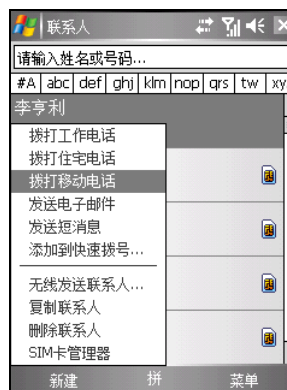 联系人
请输入姓名或号码...
#A abc def ghj klm nop qrs tw xy
李亨利
拨打工作电话
拨打住宅电话
拨打移动电话
发送电子邮件
发送短消息
添加到快速拨号...
无线发送联系人...
复制联系人
删除联系人
SIM卡管理器
新建 拼 菜单